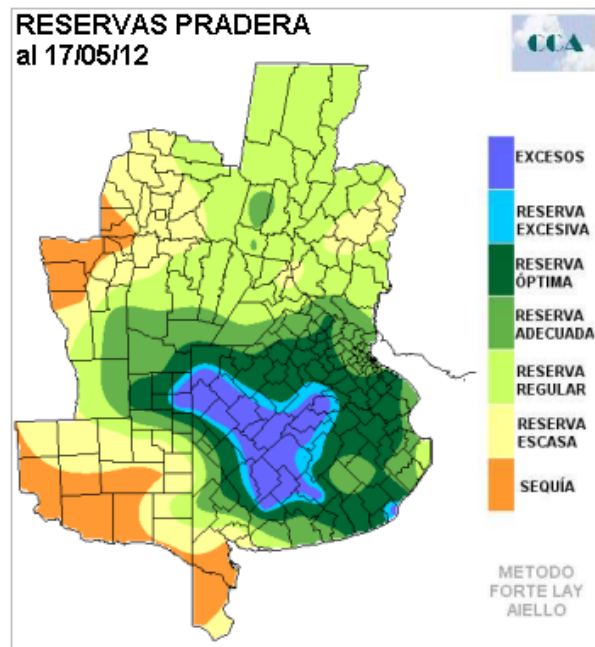 RESERVAS PRADERA
al 17/05/12
CCA
EXCESOS
RESERVA
EXCESIVA
RESERVA
ÓPTIMA
RESERVA
ADECUADA
RESERVA
REGULAR
RESERVA
ESCASA
SEQUÍA
METODO
FORTE LAY
AIELLO